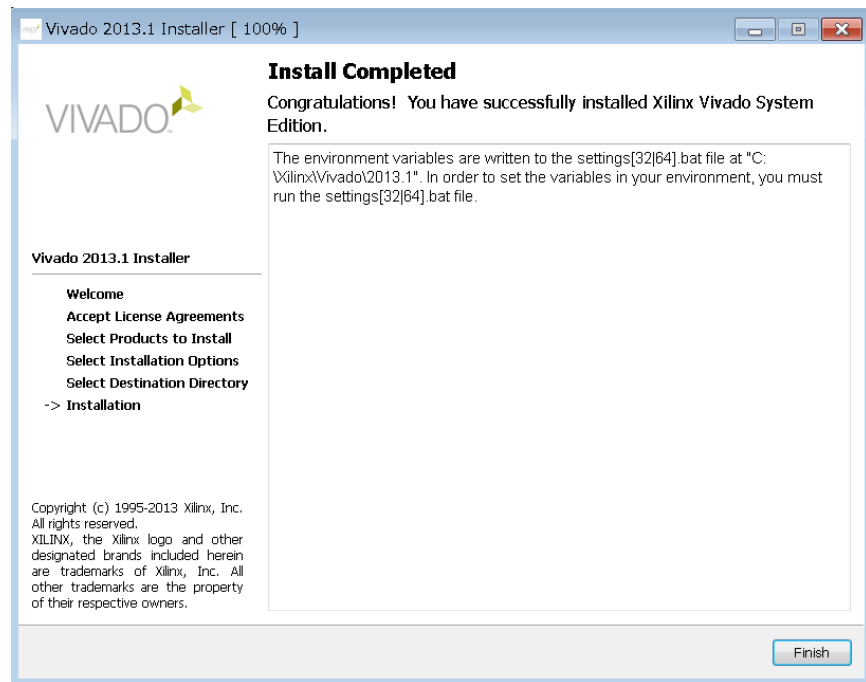 Vivado 2013.1 Installer [ 100% ]
VIVADO.
Install Completed
Congratulations! You have successfully installed Xilinx Vivado System
Edition.
The environment variables are written to the settings[32|64].bat file at "C:
\Xilinx\Vivado\2013.1". In order to set the variables in your environment, you must
run the settings[32|64].bat file.
Vivado 2013.1 Installer
Welcome
Accept License Agreements
Select Products to Install
Select Installation Options
Select Destination Directory
-> Installation
Copyright (c) 1995-2013 Xilinx, Inc.
All rights reserved.
XILINX, the Xilinx logo and other
designated brands included herein
are trademarks of Xilinx, Inc. All
other trademarks are the property
of their respective owners.
Finish